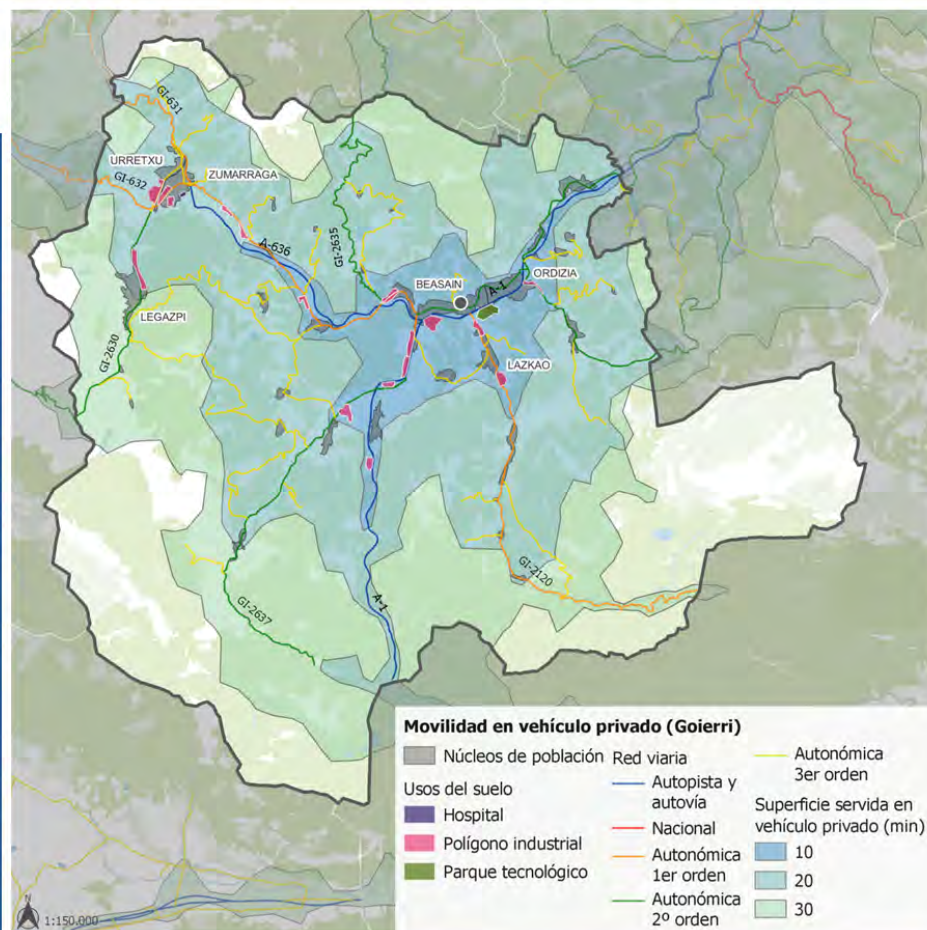 GI-631
URRETXU
ZUMARRAGA
GI-632
A-636
GI-2635
BEASAIN
A-1
ORDIZIA
LEGAZPI
GI-2630
LAZKAO
GI-2120
GI-2637
A-1
Movilidad en vehículo privado (Goierri)
Núcleos de población
Usos del suelo
Hospital
Polígono industrial
Parque tecnológico
Red viaria
Autopista y
autovía
Nacional
Autonómica
1er orden
Autonómica
2º orden
Autonómica
3er orden
Superficie servida en
vehículo privado (min)
10
20
30
N
1:150.000